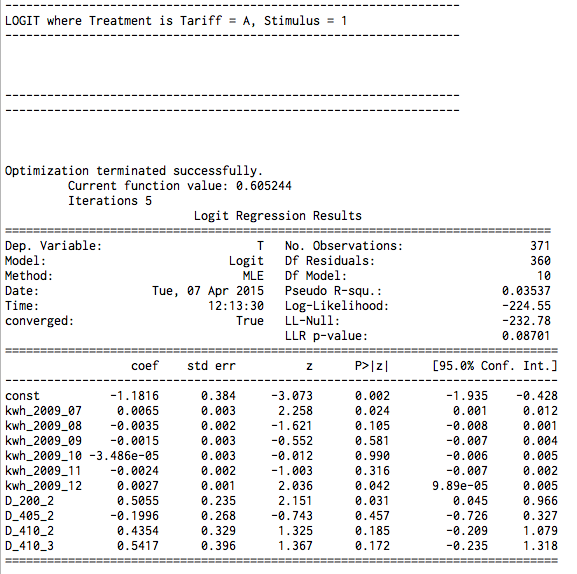 ----------------------------------------------------------------
LOGIT where Treatment is Tariff = A, Stimulus = 1
----------------------------------------------------------------
----------------------------------------------------------------
----------------------------------------------------------------
Optimization terminated successfully.
         Current function value: 0.605244
         Iterations 5
                           Logit Regression Results
==============================================================================
Dep. Variable:                      T   No. Observations:                  371
Model:                          Logit   Df Residuals:                      360
Method:                           MLE   Df Model:                           10
Date:                Tue, 07 Apr 2015   Pseudo R-squ.:                 0.03537
Time:                        12:13:30   Log-Likelihood:                -224.55
converged:                       True   LL-Null:                       -232.78
                                        LLR p-value:                   0.08701
===============================================================================
                  coef    std err          z      P>|z|      [95.0% Conf. Int.]
-------------------------------------------------------------------------------
const          -1.1816      0.384     -3.073      0.002        -1.935    -0.428
kwh_2009_07     0.0065      0.003      2.258      0.024         0.001     0.012
kwh_2009_08    -0.0035      0.002     -1.621      0.105        -0.008     0.001
kwh_2009_09    -0.0015      0.003     -0.552      0.581        -0.007     0.004
kwh_2009_10 -3.486e-05      0.003     -0.012      0.990        -0.006     0.005
kwh_2009_11    -0.0024      0.002     -1.003      0.316        -0.007     0.002
kwh_2009_12     0.0027      0.001      2.036      0.042      9.89e-05     0.005
D_200_2         0.5055      0.235      2.151      0.031         0.045     0.966
D_405_2        -0.1996      0.268     -0.743      0.457        -0.726     0.327
D_410_2         0.4354      0.329      1.325      0.185        -0.209     1.079
D_410_3         0.5417      0.396      1.367      0.172        -0.235     1.318
===============================================================================